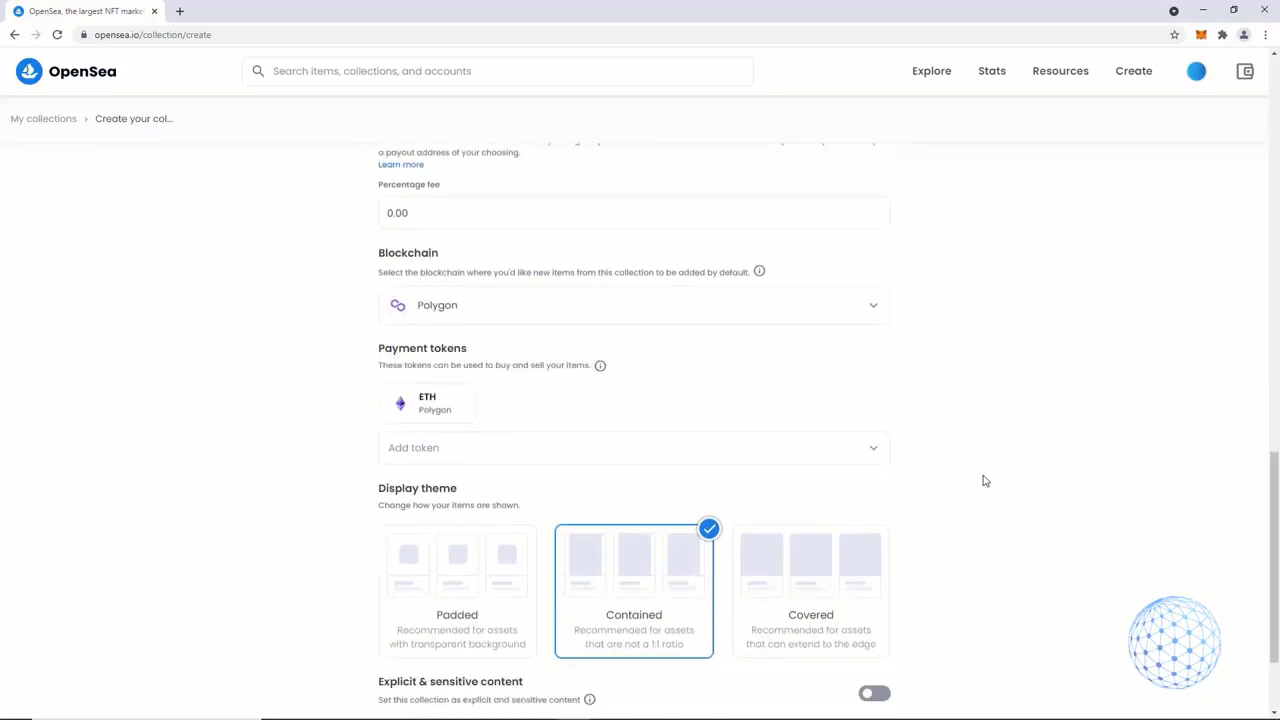 OpenSea, the largest NFT marke
opensea.io/collection/create
OpenSea
Search items, collections, and accounts
Explore
Stats
Resources
Create
My collections > Create your col...
a payout address of your choosing.
Learn more
Percentage fee
0.00
Blockchain
Select the blockchain where you'd like new items from this collection to be added by default.
Polygon
Payment tokens
These tokens can be used to buy and sell your items.
ETH
Polygon
Add token
Display theme
Change how your items are shown.
Padded
Recommended for assets
with transparent background
Contained
Recommended for assets
that are not a 1:1 ratio
Covered
Recommended for assets
that can extend to the edge
Explicit & sensitive content
Set this collection as explicit and sensitive content